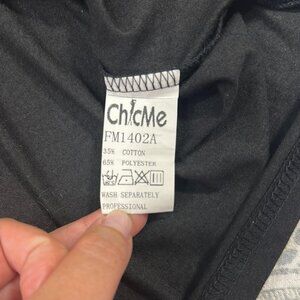 ChicMe
FM1402A
35% COTTON
65% POLYESTER
WASH SEPARATELY
PROFESSIONAL